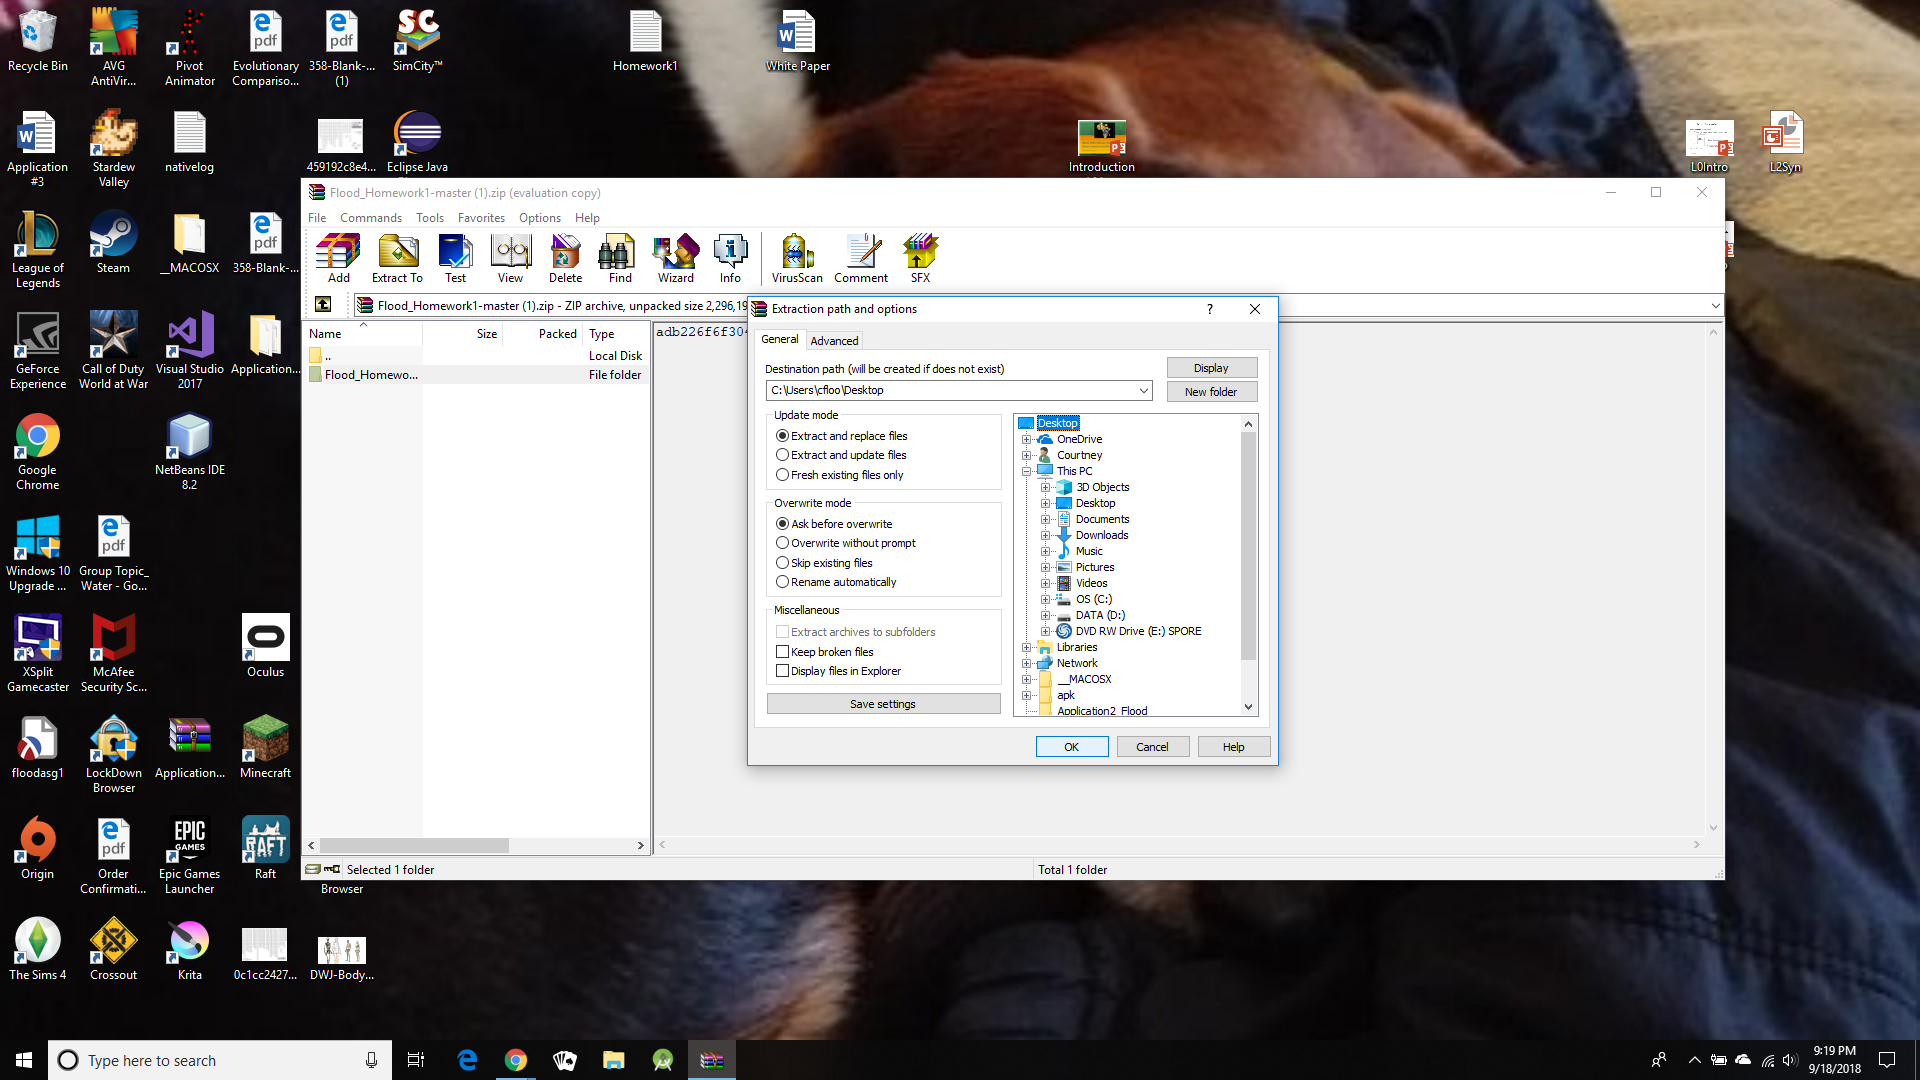 Recycle Bin
AVG
AntiVir...
Pivot
Animator
Evolutionary
Compariso...
358-Blank-...
(1)
SimCity™
Homework1
White Paper
Application
#3
Stardew
Valley
nativelog
459192c8e4...
Eclipse Java
Introduction
L0Intro
L2Syn
League of
Legends
Steam
__MACOSX
358-Blank-...
GeForce
Experience
Call of Duty
World at War
Visual Studio
2017
Application...
Google
Chrome
NetBeans IDE
8.2
Windows 10
Upgrade ...
Group Topic_
Water - Go...
XSplit
Gamecaster
McAfee
Security Sc...
Oculus
floodasg1
LockDown
Browser
Application...
Minecraft
Origin
Order
Confirmati...
Epic Games
Launcher
Raft
Browser
The Sims 4
Crossout
Krita
0c1cc2427...
DWJ-Body...
Flood_Homework1-master (1).zip (evaluation copy)
File Commands Tools Favorites Options Help
Add Extract To Test View Delete Find Wizard Info VirusScan Comment SFX
Flood_Homework1-master (1).zip - ZIP archive, unpacked size 2,296,19
Name Size Packed Type
.. Local Disk
Flood_Homewo... File folder
adb226f6f304
Selected 1 folder
Total 1 folder
Extraction path and options
General Advanced
Destination path (will be created if does not exist)
Display
C:\Users\cfloo\Desktop
New folder
Update mode
Extract and replace files
Extract and update files
Fresh existing files only
Overwrite mode
Ask before overwrite
Overwrite without prompt
Skip existing files
Rename automatically
Miscellaneous
Extract archives to subfolders
Keep broken files
Display files in Explorer
Save settings
Desktop
OneDrive
Courtney
This PC
3D Objects
Desktop
Documents
Downloads
Music
Pictures
Videos
OS (C:)
DATA (D:)
DVD RW Drive (E:) SPORE
Libraries
Network
__MACOSX
apk
Application2_Flood
OK Cancel Help
Type here to search
9:19 PM
9/18/2018